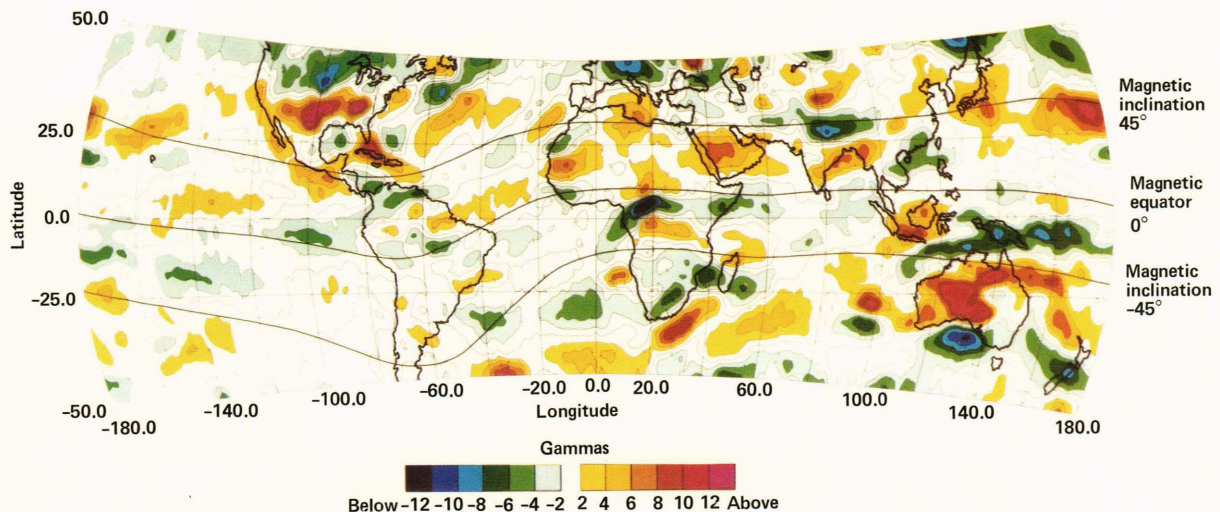 50.0
25.0
0.0
−25.0
−50.0
Latitude
Magnetic
inclination
45°
Magnetic
equator
0°
Magnetic
inclination
−45°
−180.0
−140.0
−100.0
−60.0
−20.0
0.0
20.0
60.0
100.0
140.0
180.0
Longitude
Gammas
Below −12 −10 −8 −6 −4 −2 2 4 6 8 10 12 Above